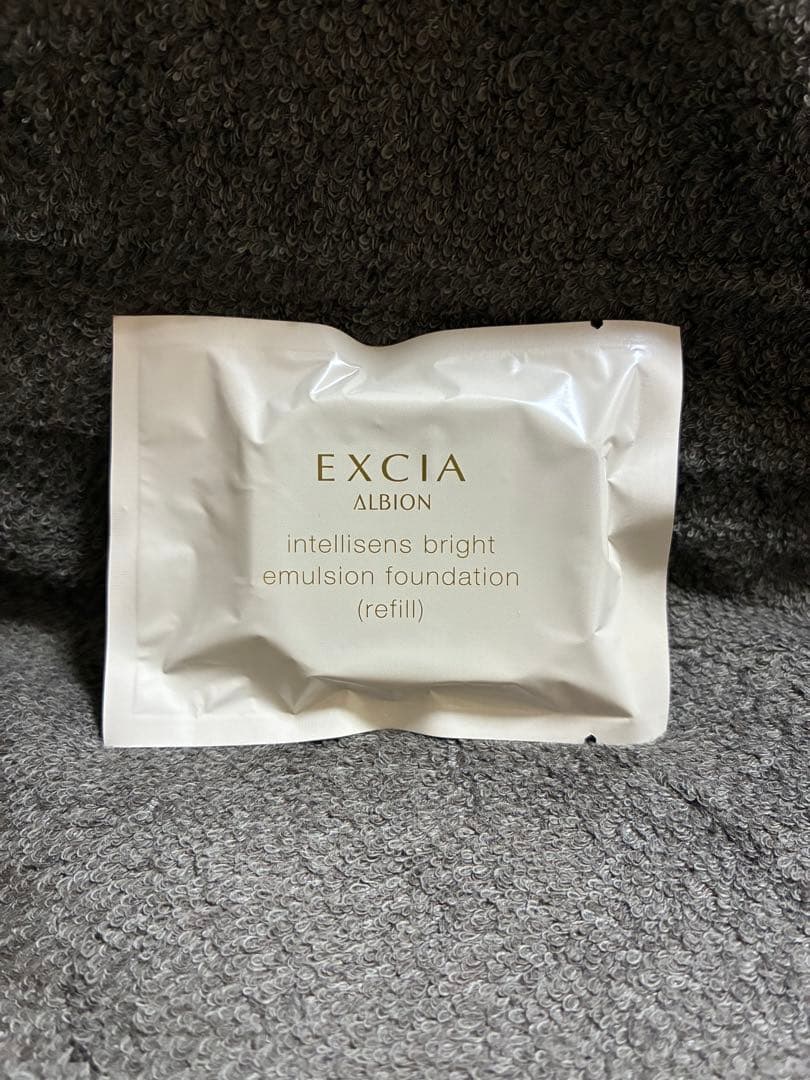 EXCIA
ALBION
intellisens bright
emulsion foundation
(refill)